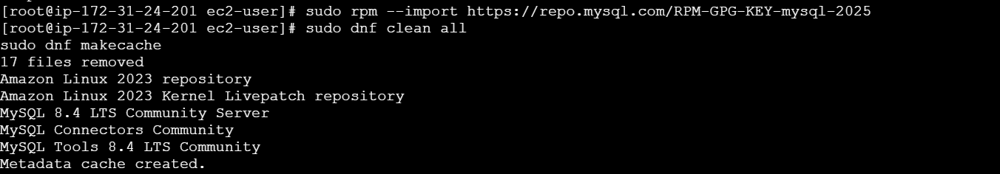 [root@ip-172-31-24-201 ec2-user]# sudo rpm --import https://repo.mysql.com/RPM-GPG-KEY-mysql-2025
[root@ip-172-31-24-201 ec2-user]# sudo dnf clean all
sudo dnf makecache
17 files removed
Amazon Linux 2023 repository
Amazon Linux 2023 Kernel Livepatch repository
MySQL 8.4 LTS Community Server
MySQL Connectors Community
MySQL Tools 8.4 LTS Community
Metadata cache created.